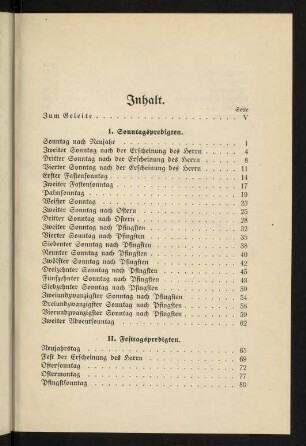 Inhalt.
Seite
Zum Geleite V
I. Sonntagspredigten.
Sonntag nach Neujahr 1
Zweiter Sonntag nach der Erscheinung des Herrn 4
Dritter Sonntag nach der Erscheinung des Herrn 8
Vierter Sonntag nach der Erscheinung des Herrn 11
Erster Fastensonntag 14
Zweiter Fastensonntag 17
Palmsonntag 19
Weißer Sonntag 23
Zweiter Sonntag nach Ostern 25
Dritter Sonntag nach Ostern 28
Zweiter Sonntag nach Pfingsten 32
Vierter Sonntag nach Pfingsten 35
Siebenter Sonntag nach Pfingsten 38
Neunter Sonntag nach Pfingsten 40
Zwölfter Sonntag nach Pfingsten 42
Dreizehnter Sonntag nach Pfingsten 45
Fünfzehnter Sonntag nach Pfingsten 48
Siebzehnter Sonntag nach Pfingsten 50
Zweiundzwanzigster Sonntag nach Pfingsten 54
Dreiundzwanzigster Sonntag nach Pfingsten 56
Vierundzwanzigster Sonntag nach Pfingsten 59
Zweiter Adventsonntag 62
II. Festtagspredigten.
Neujahrstag 65
Fest der Erscheinung des Herrn 69
Ostersonntag 72
Ostermontag 77
Pfingstsonntag 80